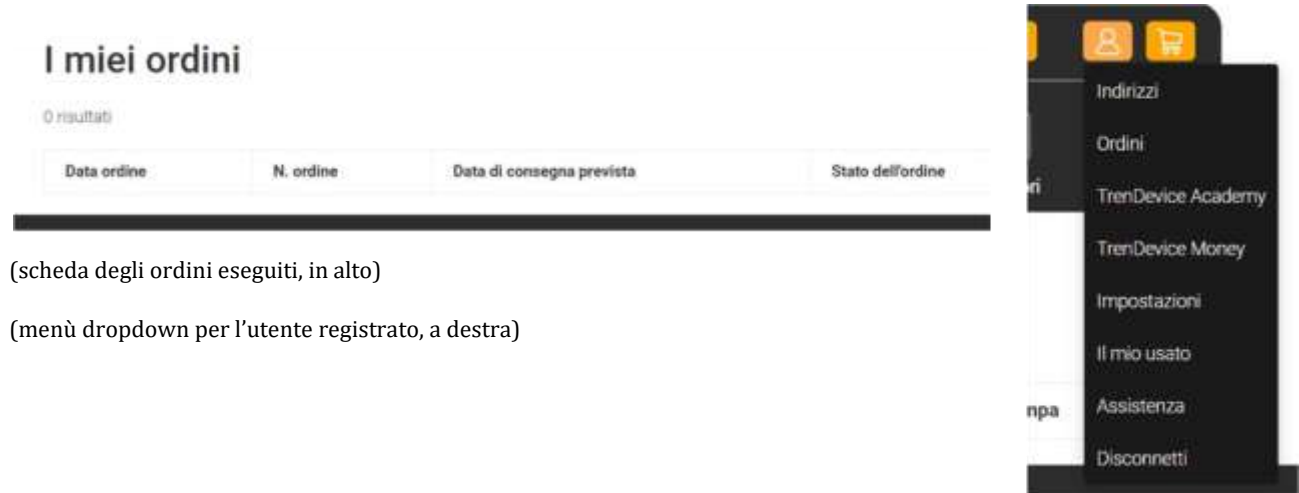 I miei ordini
0 risultati
Data ordine N. ordine Data di consegna prevista Stato dell'ordine
(scheda degli ordini eseguiti, in alto)
(menù dropdown per l’utente registrato, a destra)
Indirizzi
Ordini
ri
TrenDevice Academy
TrenDevice Money
Impostazioni
Il mio usato
mpa
Assistenza
Disconnetti